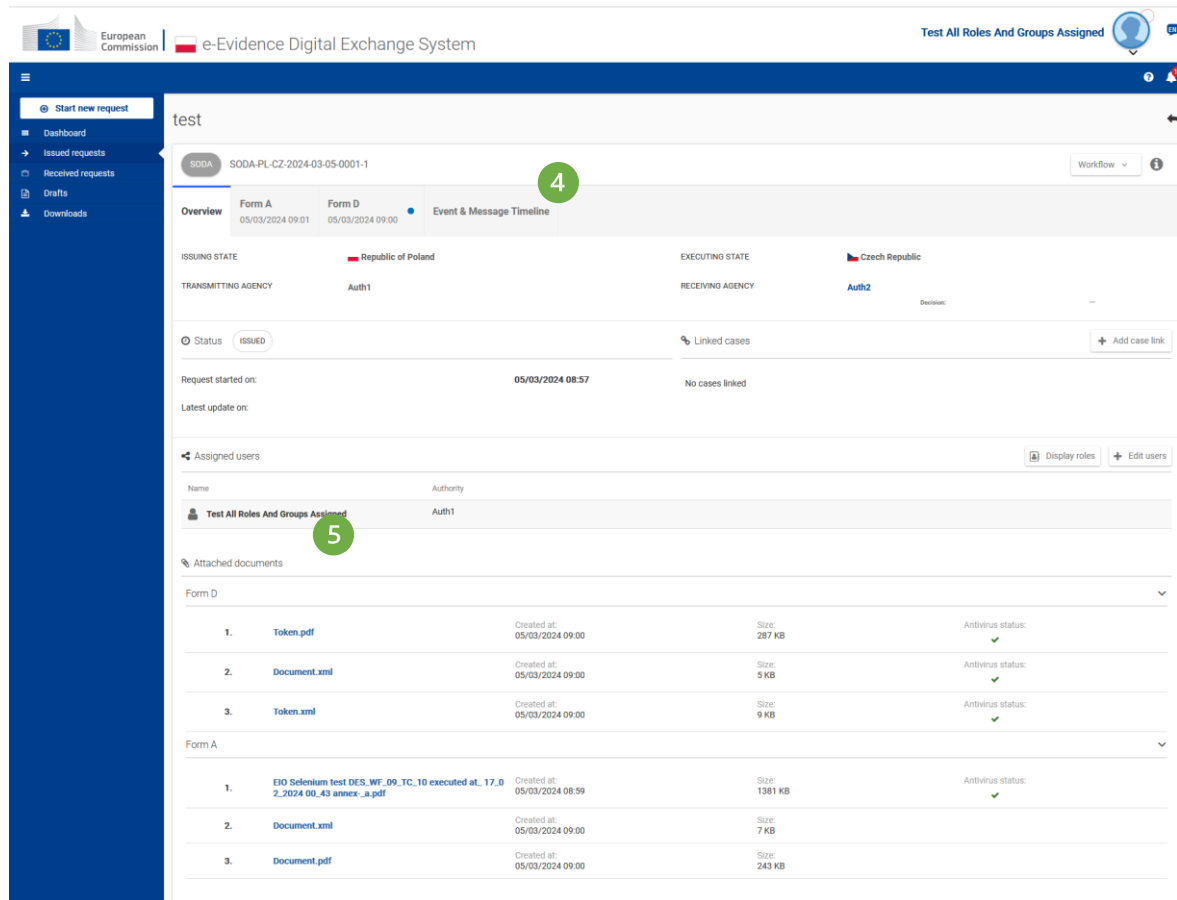 European
Commission
e-Evidence Digital Exchange System
Test All Roles And Groups Assigned
EN
Start new request
Dashboard
Issued requests
Received requests
Drafts
Downloads
test
SODA
SODA-PL-CZ-2024-03-05-0001-1
Workflow
4
Overview
Form A
05/03/2024 09:01
Form D
05/03/2024 09:00
Event & Message Timeline
ISSUING STATE
Republic of Poland
EXECUTING STATE
Czech Republic
TRANSMITTING AGENCY
Auth1
RECEIVING AGENCY
Auth2
Decision:
Status
ISSUED
Linked cases
Add case link
Request started on:
05/03/2024 08:57
No cases linked
Latest update on:
Assigned users
Display roles
Edit users
Name
Authority
Test All Roles And Groups Assigned
Auth1
5
Attached documents
Form D
1. Token.pdf
Created at:
05/03/2024 09:00
Size:
287 KB
Antivirus status:
2. Document.xml
Created at:
05/03/2024 09:00
Size:
5 KB
Antivirus status:
3. Token.xml
Created at:
05/03/2024 09:00
Size:
9 KB
Antivirus status:
Form A
1. EIO Selenium test DES_WF_09_TC_10 executed at_ 17_0
2_2024 00_43 annex-_a.pdf
Created at:
05/03/2024 08:59
Size:
1381 KB
Antivirus status:
2. Document.xml
Created at:
05/03/2024 09:00
Size:
7 KB
3. Document.pdf
Created at:
05/03/2024 09:00
Size:
243 KB